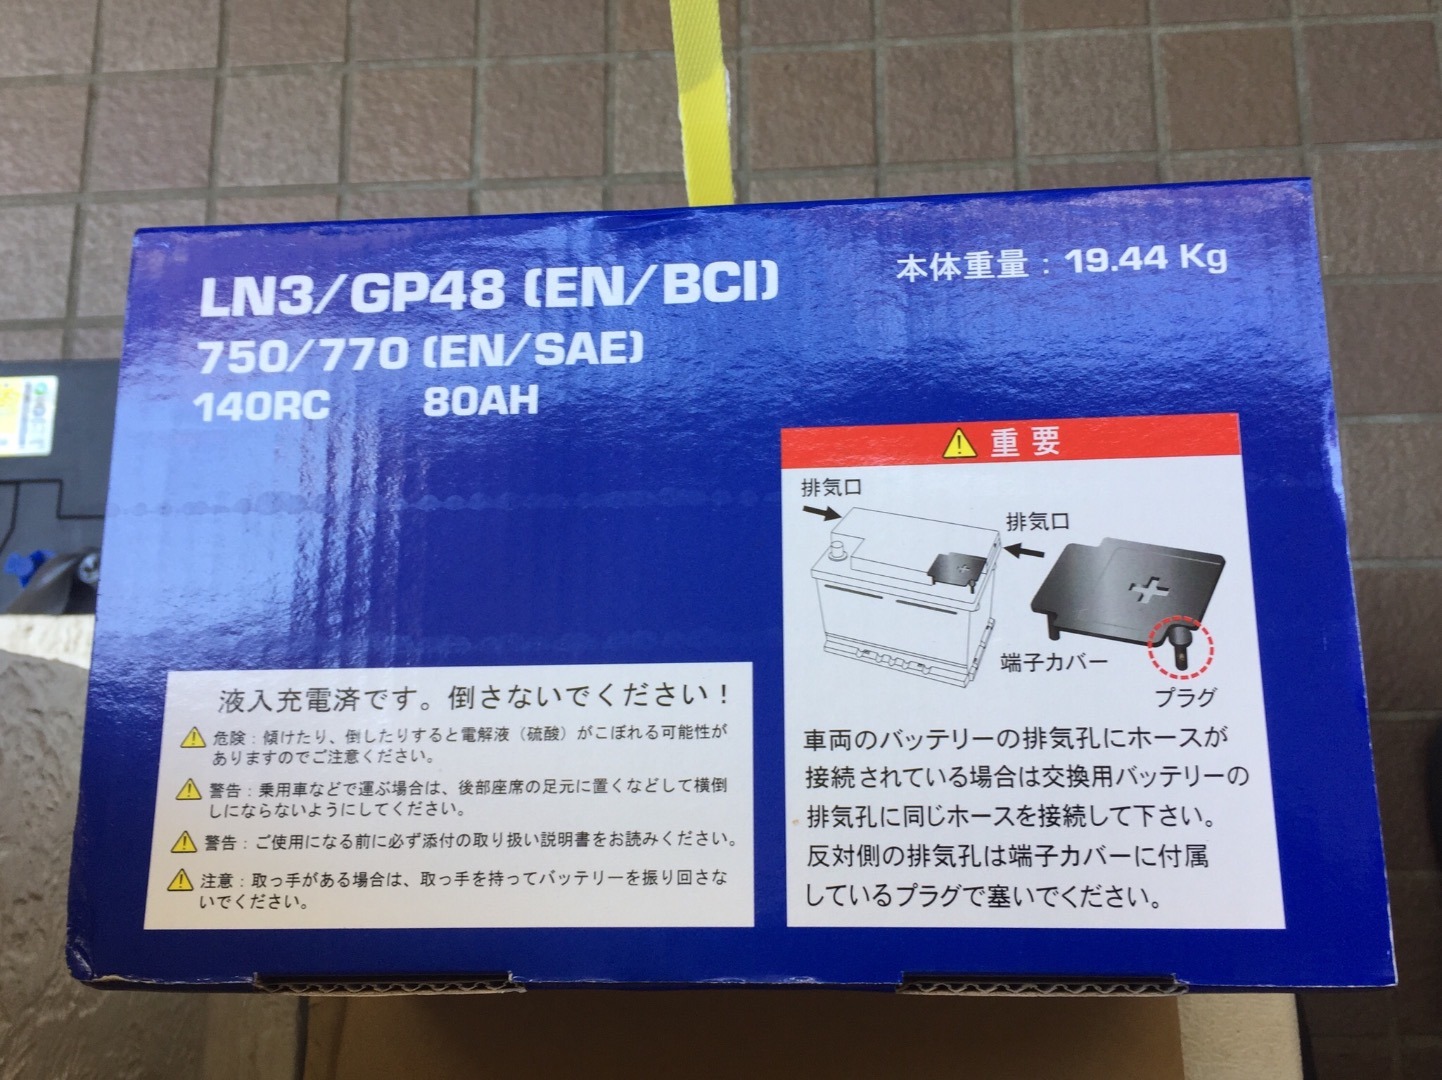 LN3/GP48 (EN/BCI)
本体重量：19.44 Kg
750/770 (EN/SAE)
140RC 80AH
重要
排気口
排気口
端子カバー
プラグ
車両のバッテリーの排気孔にホースが
接続されている場合は交換用バッテリーの
排気孔に同じホースを接続して下さい。
反対側の排気孔は端子カバーに付属
しているプラグで塞いでください。
液入充電済です。倒さないでください！
危険：傾けたり、倒したりすると電解液（硫酸）がこぼれる可能性が
ありますのでご注意ください。
警告：乗用車などで運ぶ場合は、後部座席の足元に置くなどして横倒
しにならないようにしてください。
警告：ご使用になる前に必ず添付の取り扱い説明書をお読みください。
注意：取っ手がある場合は、取っ手を持ってバッテリーを振り回さな
いでください。